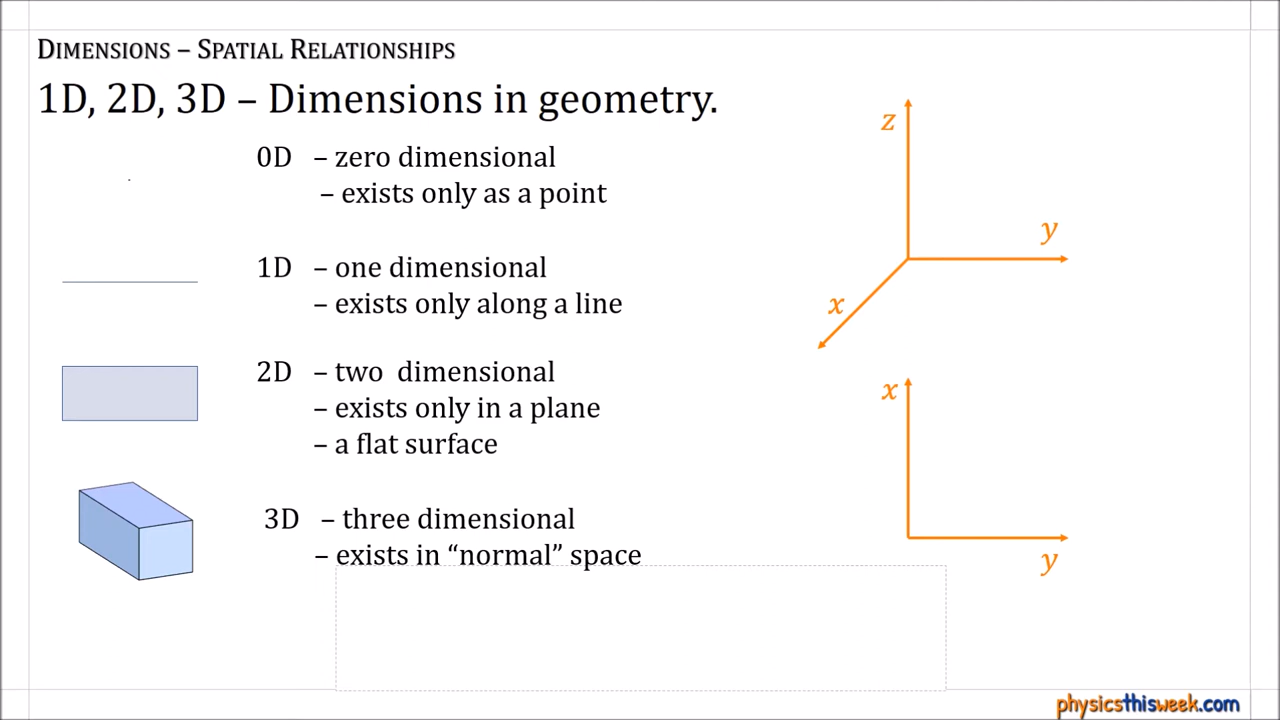 DIMENSIONS – SPATIAL RELATIONSHIPS
1D, 2D, 3D – Dimensions in geometry.
0D – zero dimensional
– exists only as a point
1D – one dimensional
– exists only along a line
2D – two  dimensional
– exists only in a plane
– a flat surface
3D – three dimensional
– exists in “normal” space
z
y
x
x
y
physicsthisweek.com